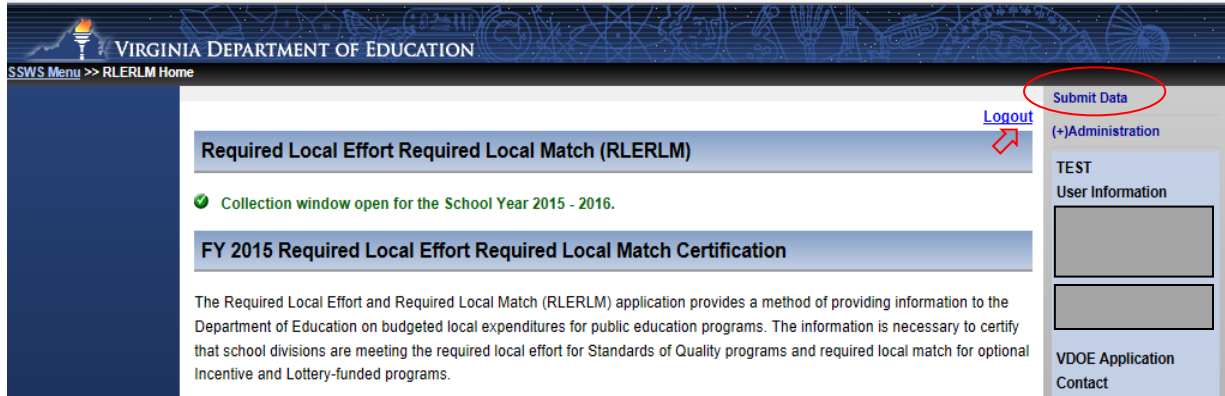 VIRGINIA DEPARTMENT OF EDUCATION
SSWS Menu >> RLERLM Home
Logout
Required Local Effort Required Local Match (RLERLM)
Collection window open for the School Year 2015 - 2016.
FY 2015 Required Local Effort Required Local Match Certification
The Required Local Effort and Required Local Match (RLERLM) application provides a method of providing information to the
Department of Education on budgeted local expenditures for public education programs. The information is necessary to certify
that school divisions are meeting the required local effort for Standards of Quality programs and required local match for optional
Incentive and Lottery-funded programs.
Submit Data
(+)Administration
TEST
User Information
VDOE Application
Contact